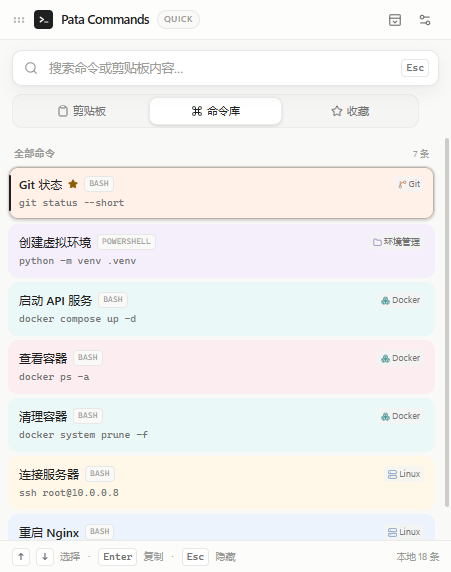 Pata Commands QUICK
搜索命令或剪贴板内容... Esc
剪贴板 命令库 收藏
全部命令 7 条
Git 状态 BASH Git
git status --short
创建虚拟环境 POWERSHELL 环境管理
python -m venv .venv
启动 API 服务 BASH Docker
docker compose up -d
查看容器 BASH Docker
docker ps -a
清理容器 BASH Docker
docker system prune -f
连接服务器 BASH Linux
ssh root@10.0.0.8
重启 Nginx BASH Linux
↑ ↓ 选择 · Enter 复制 · Esc 隐藏 本地 18 条